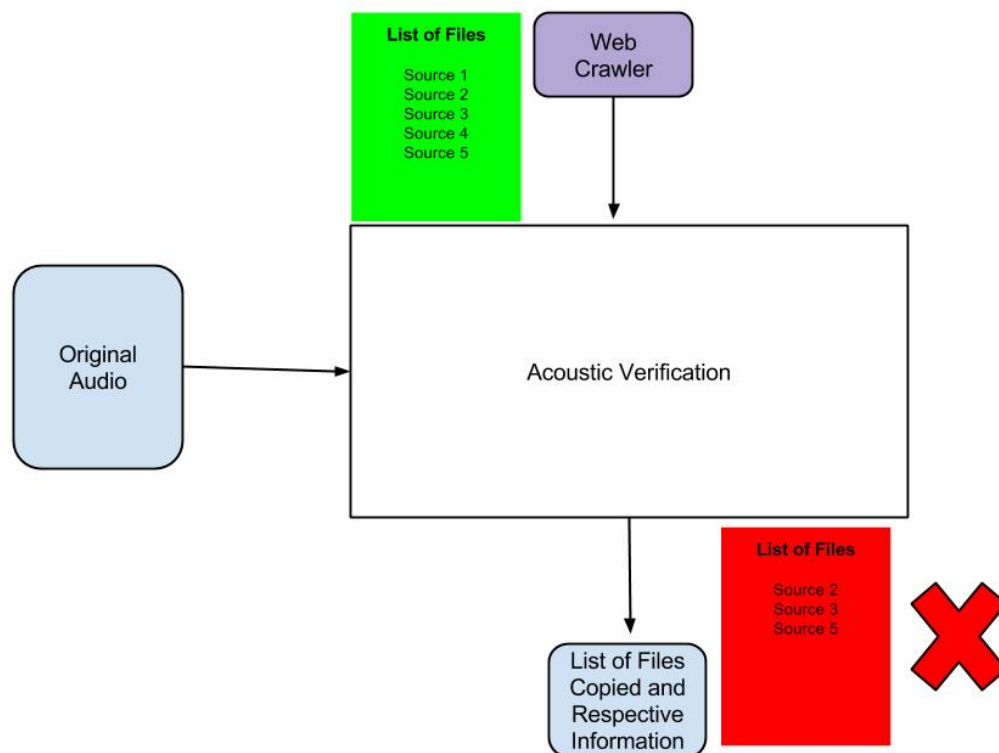 List of Files
Source 1
Source 2
Source 3
Source 4
Source 5
Web
Crawler
Original
Audio
Acoustic Verification
List of Files
Source 2
Source 3
Source 5
List of Files
Copied and
Respective
Information